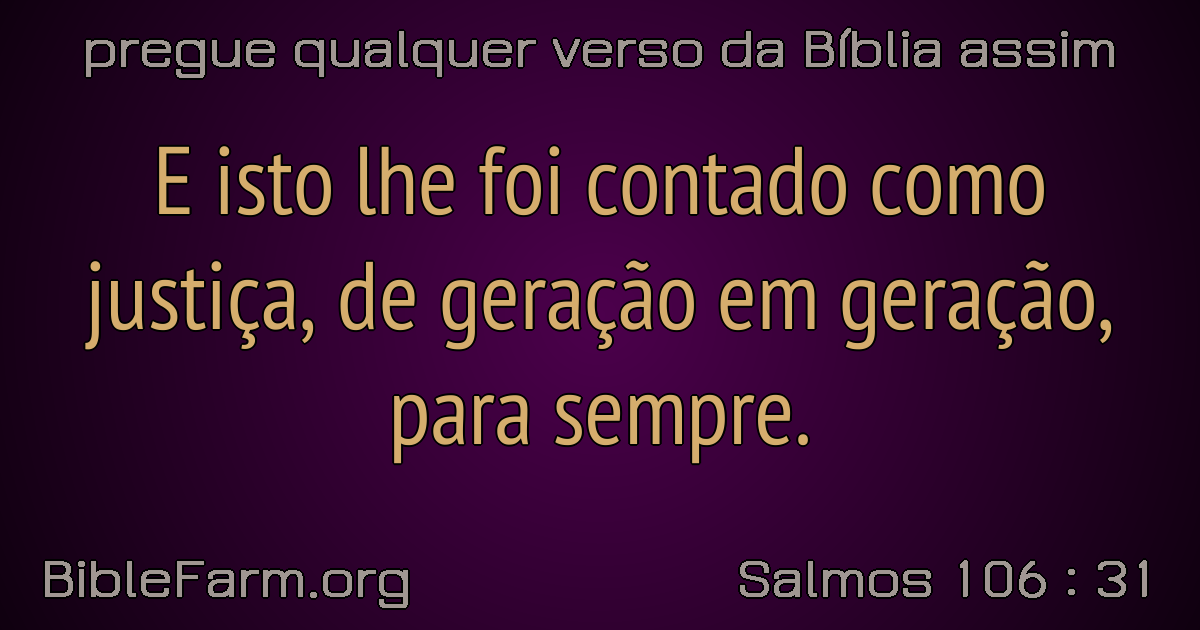 pregue qualquer verso da Bíblia assim
E isto lhe foi contado como
justiça, de geração em geração,
para sempre.
BibleFarm.org
Salmos 106 : 31